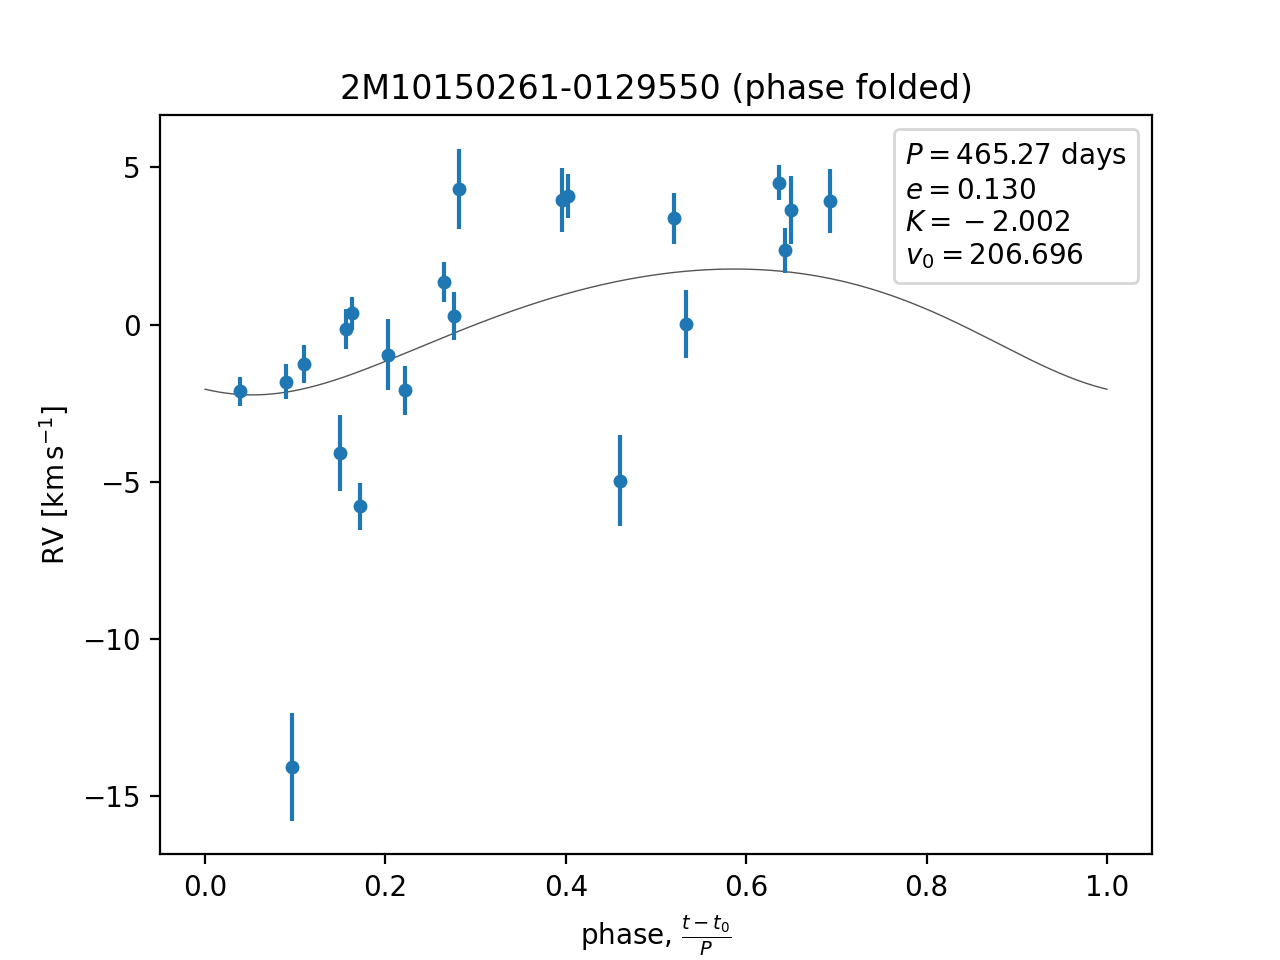 2M10150261-0129550 (phase folded)
P = 465.27 days
e = 0.130
K = −2.002
v₀ = 206.696
5
0
−5
−10
−15
RV [km s⁻¹]
0.0 0.2 0.4 0.6 0.8 1.0
phase, (t − t₀)/P